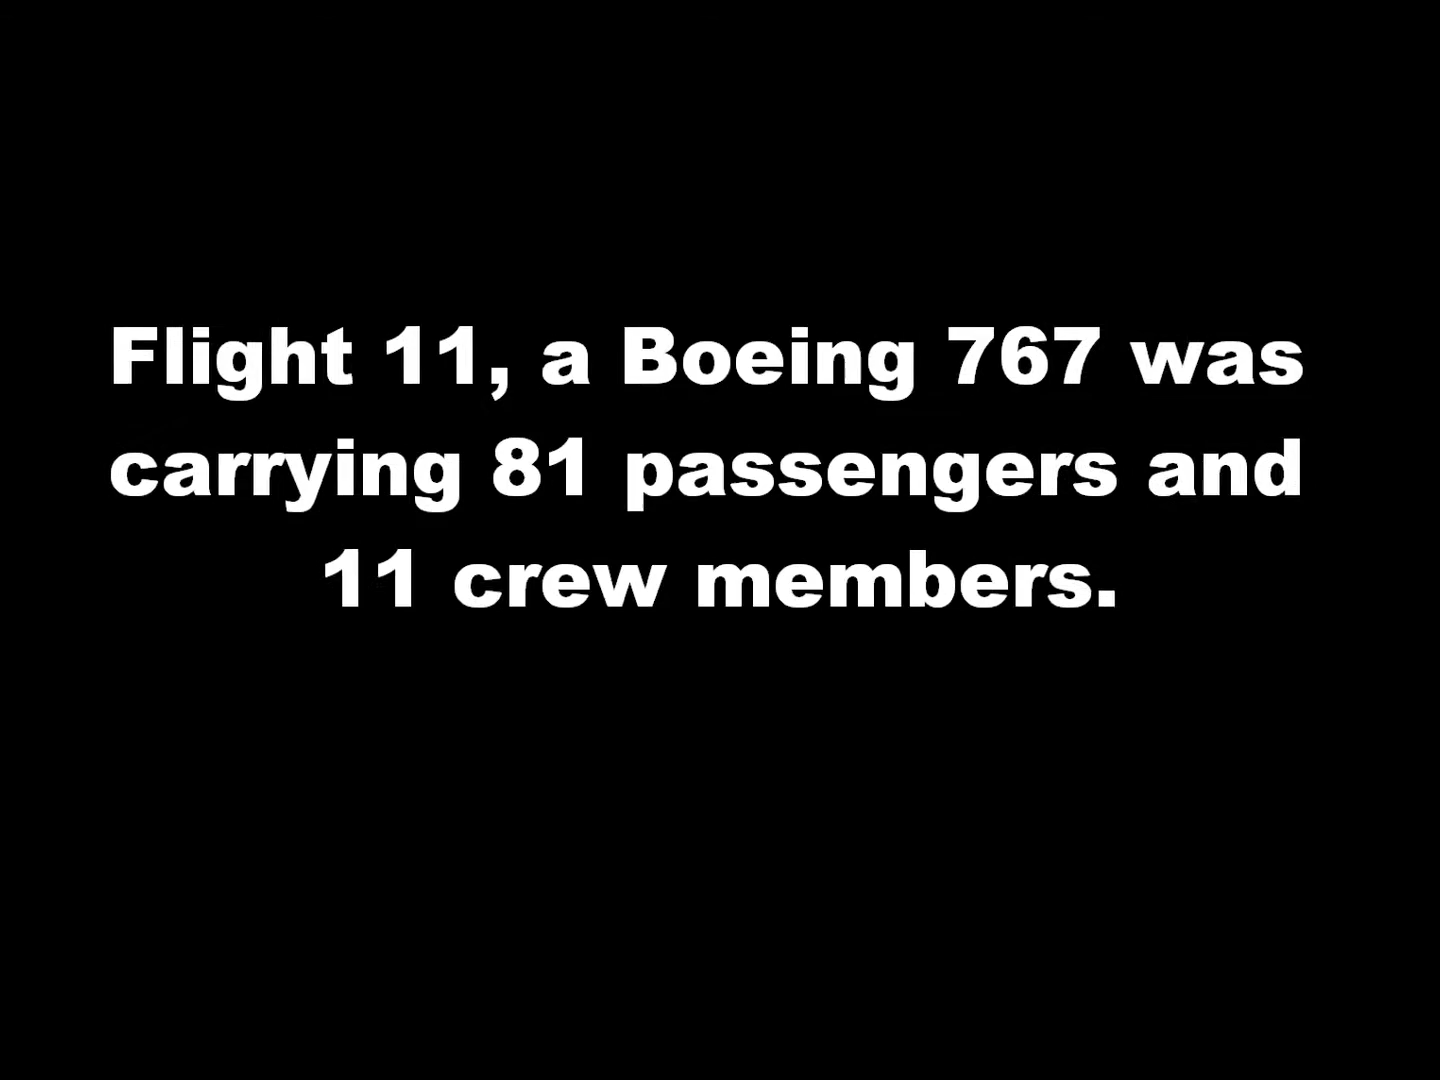 Flight 11, a Boeing 767 was
carrying 81 passengers and
11 crew members.